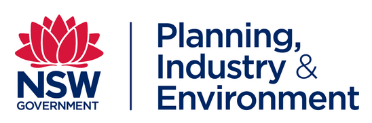 NSW
GOVERNMENT
Planning,
Industry &
Environment